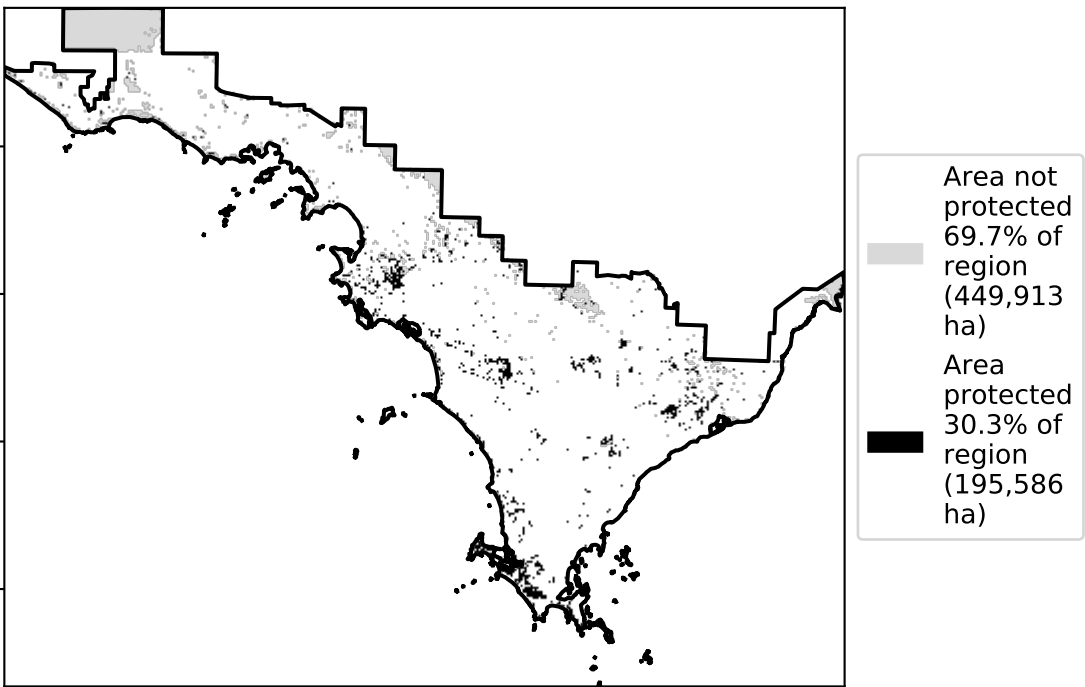 Area not
protected
69.7% of
region
(449,913
ha)
Area
protected
30.3% of
region
(195,586
ha)